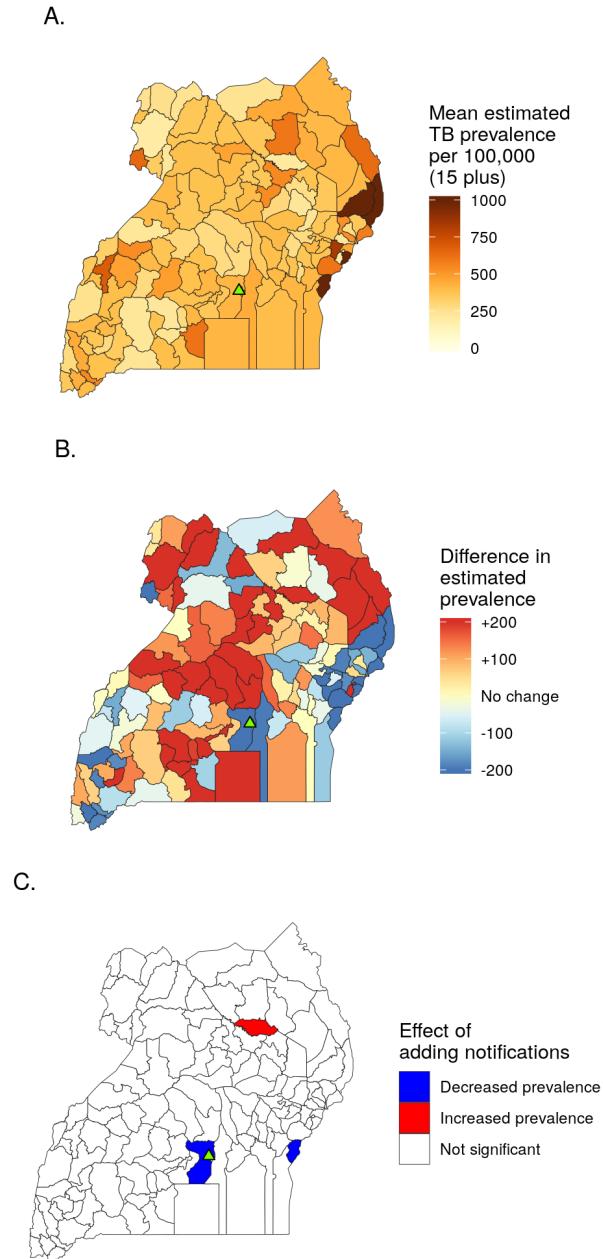 A.
Mean estimated
TB prevalence
per 100,000
(15 plus)
1000
750
500
250
0
B.
Difference in
estimated
prevalence
+200
+100
No change
-100
-200
C.
Effect of
adding notifications
Decreased prevalence
Increased prevalence
Not significant